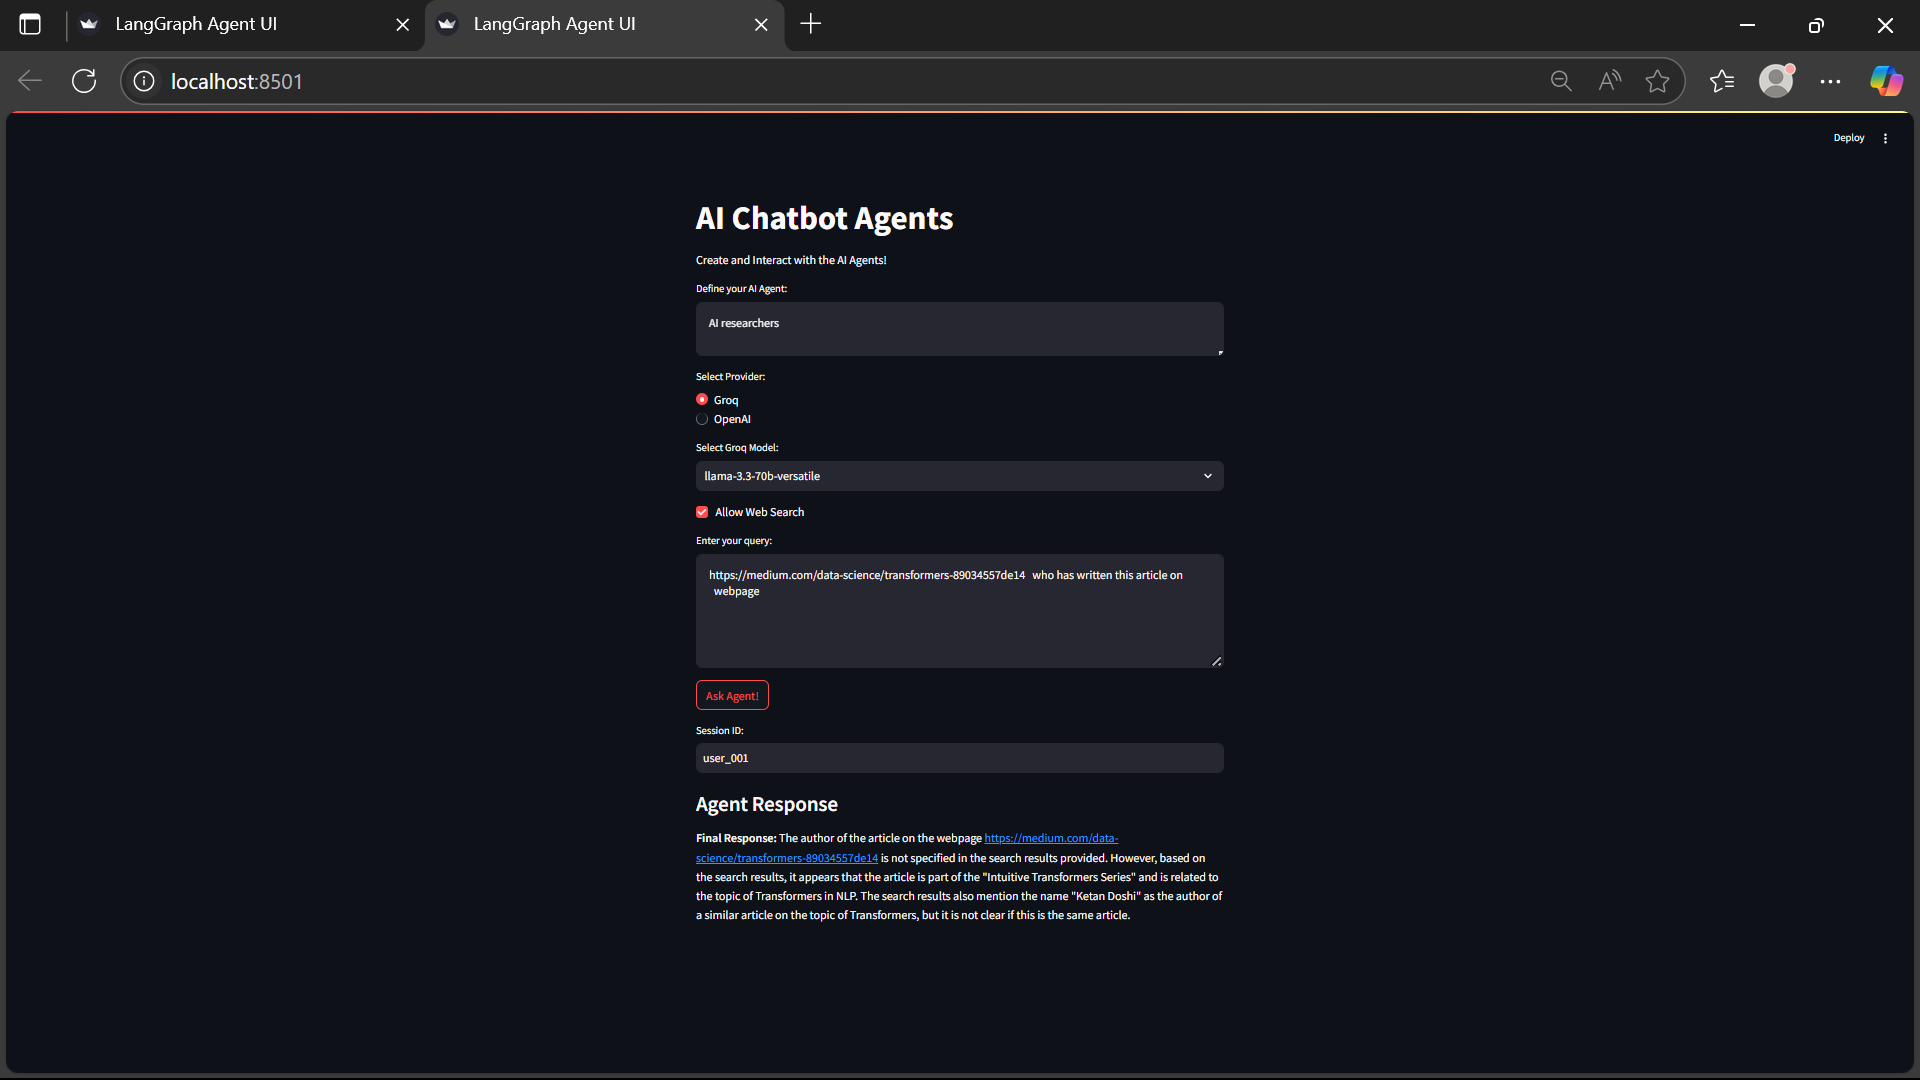 LangGraph Agent UI
LangGraph Agent UI
localhost:8501
Deploy
AI Chatbot Agents
Create and Interact with the AI Agents!
Define your AI Agent:
AI researchers
Select Provider:
Groq
OpenAI
Select Groq Model:
llama-3.3-70b-versatile
Allow Web Search
Enter your query:
https://medium.com/data-science/transformers-89034557de14 who has written this article on
webpage
Ask Agent!
Session ID:
user_001
Agent Response
Final Response: The author of the article on the webpage https://medium.com/data-
science/transformers-89034557de14 is not specified in the search results provided. However, based on
the search results, it appears that the article is part of the "Intuitive Transformers Series" and is related to
the topic of Transformers in NLP. The search results also mention the name "Ketan Doshi" as the author of
a similar article on the topic of Transformers, but it is not clear if this is the same article.